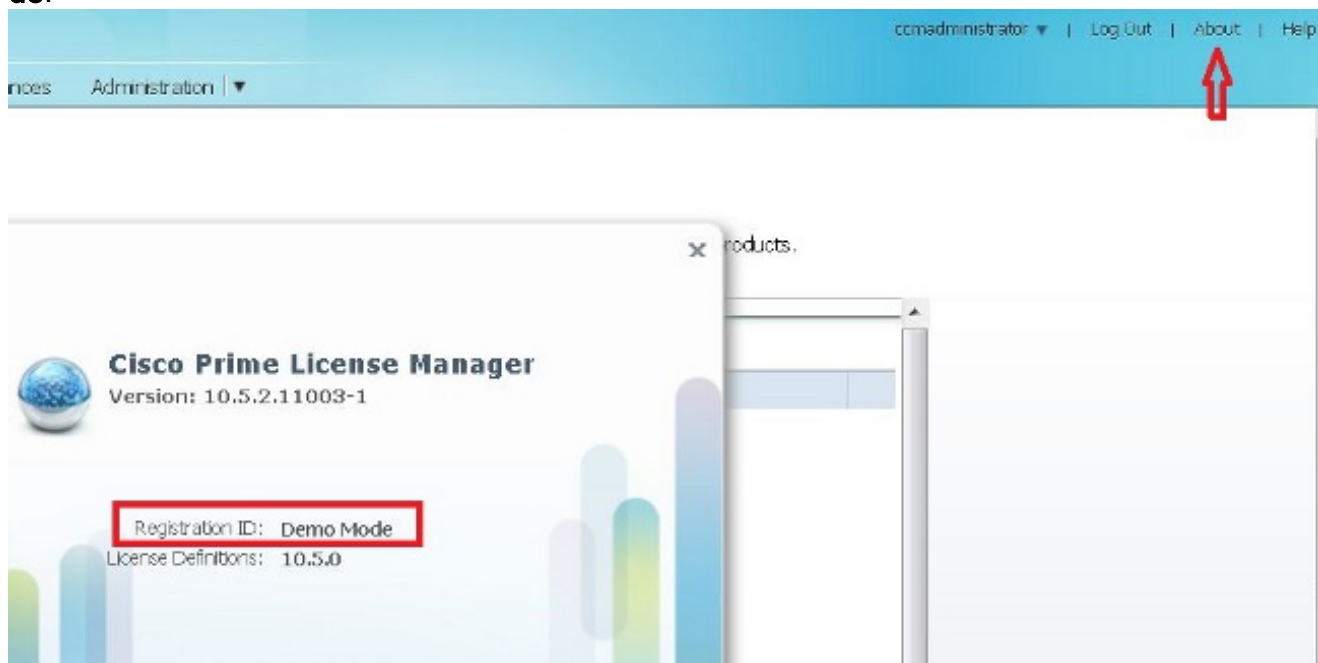 ccmadministrator ▼ | Log Out | About | Help
nces Administration | ▼
roducts.
x
Cisco Prime License Manager
Version: 10.5.2.11003-1
Registration ID: Demo Mode
License Definitions: 10.5.0